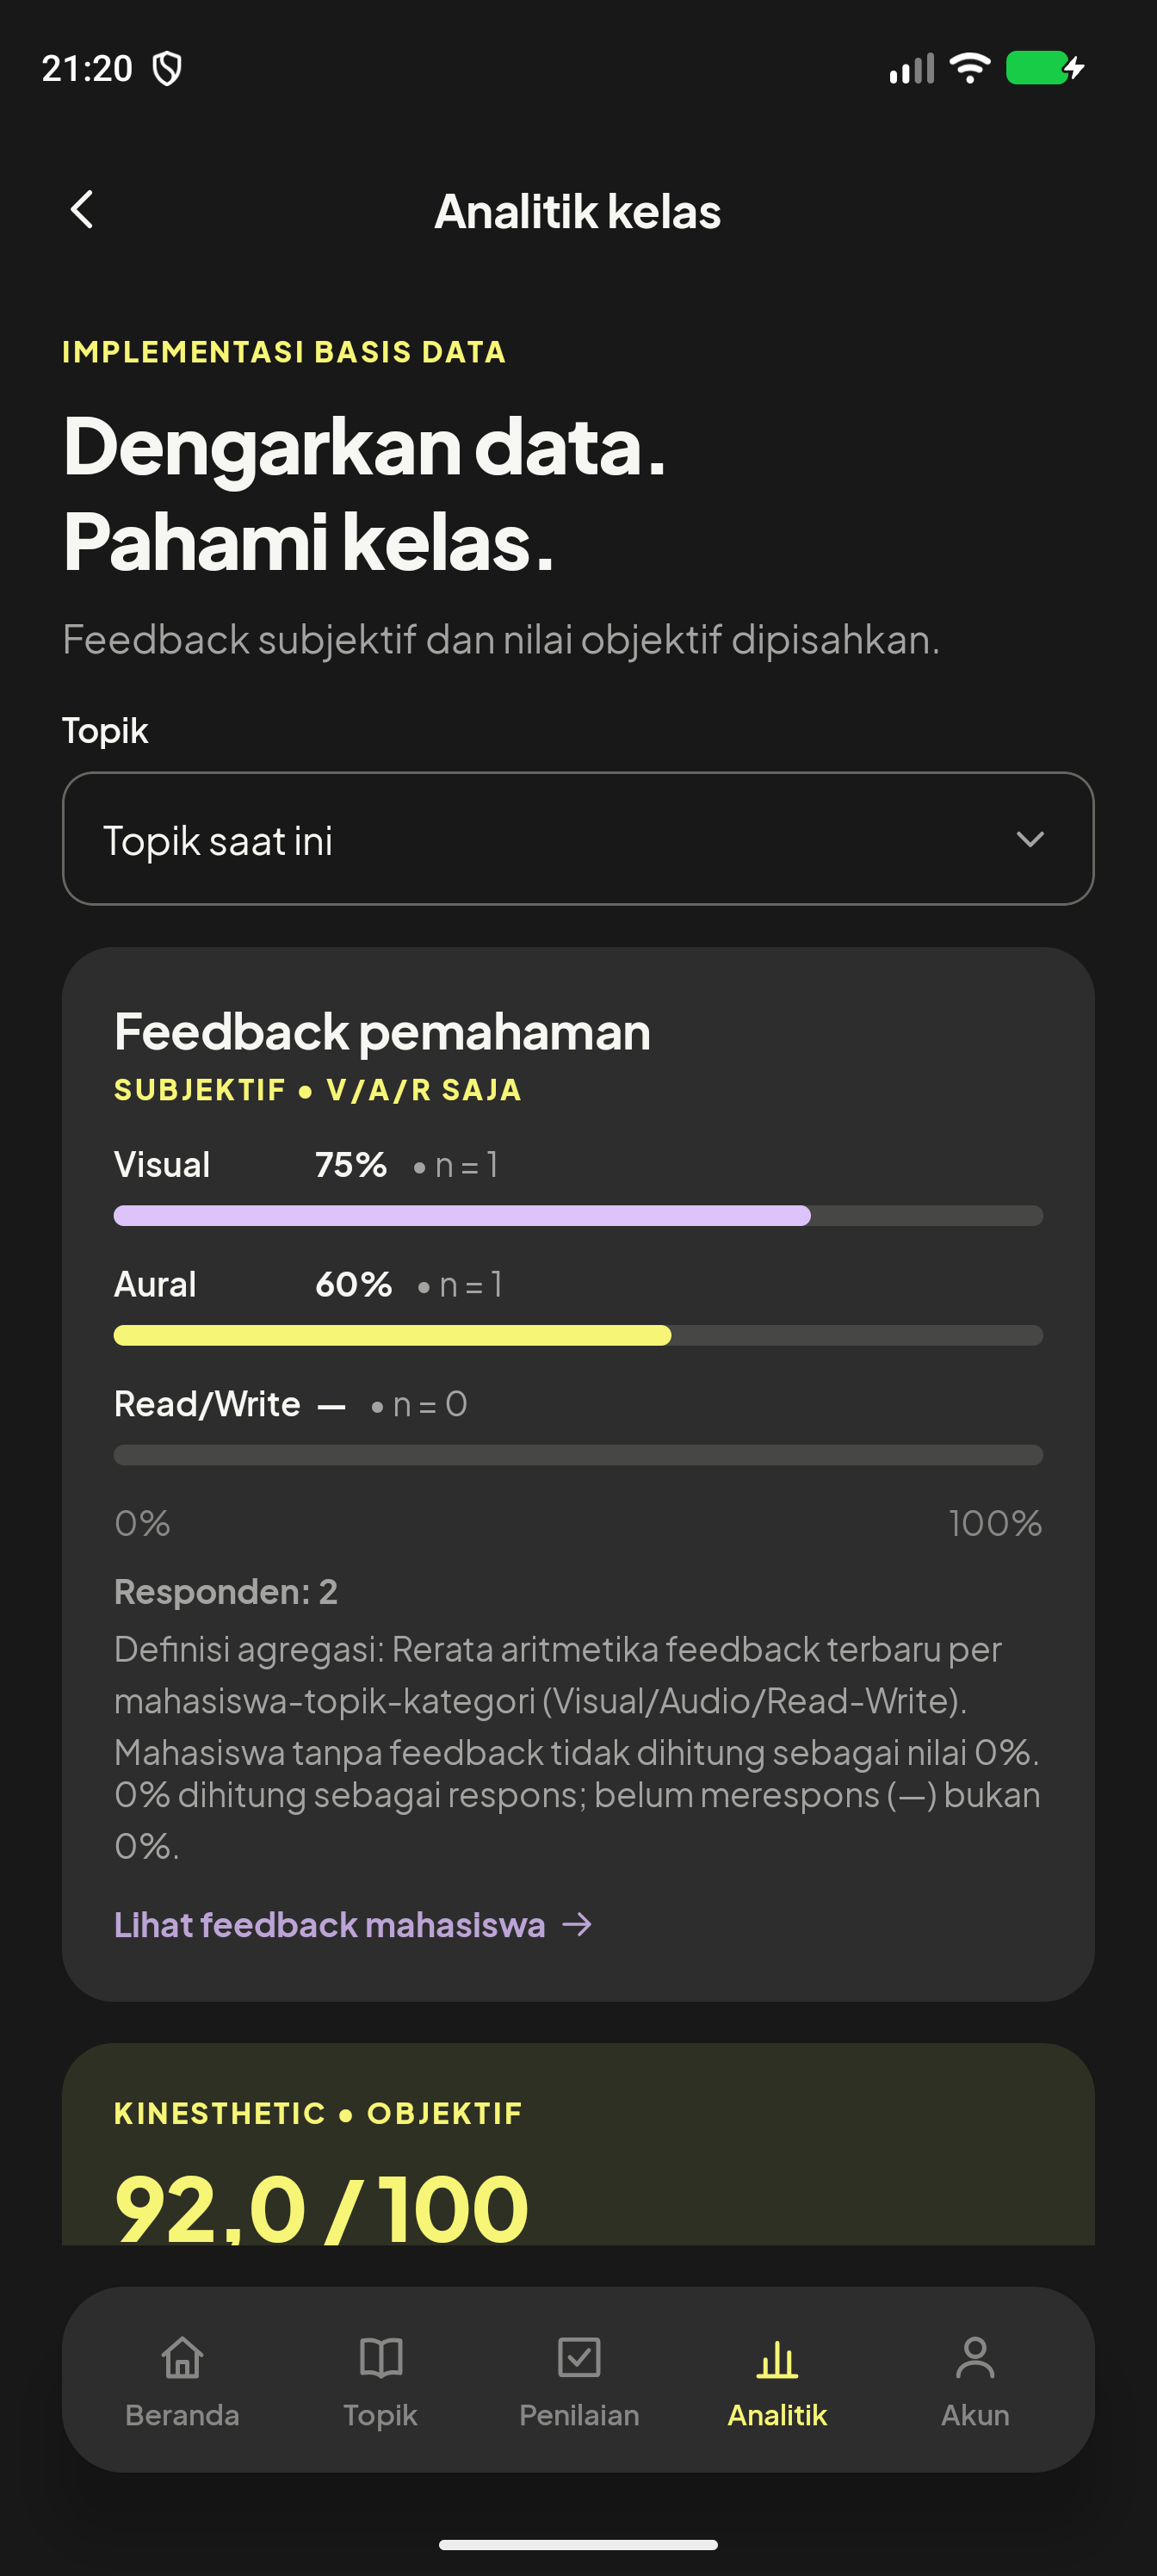 21:20
Analitik kelas
IMPLEMENTASI BASIS DATA
Dengarkan data.
Pahami kelas.
Feedback subjektif dan nilai objektif dipisahkan.
Topik
Topik saat ini
Feedback pemahaman
SUBJEKTIF • V/A/R SAJA
Visual 75% • n = 1
Aural 60% • n = 1
Read/Write — • n = 0
0% 100%
Responden: 2
Definisi agregasi: Rerata aritmetika feedback terbaru per
mahasiswa-topik-kategori (Visual/Audio/Read-Write).
Mahasiswa tanpa feedback tidak dihitung sebagai nilai 0%.
0% dihitung sebagai respons; belum merespons (—) bukan
0%.
Lihat feedback mahasiswa →
KINESTHETIC • OBJEKTIF
92,0 / 100
Beranda Topik Penilaian Analitik Akun